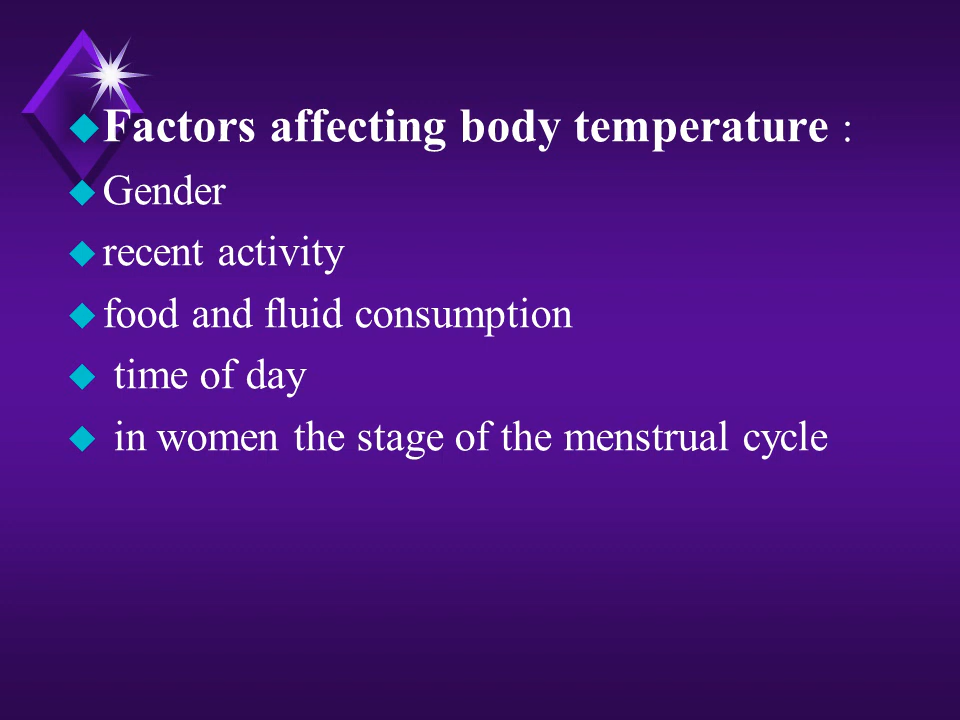 Factors affecting body temperature :
Gender
recent activity
food and fluid consumption
time of day
in women the stage of the menstrual cycle